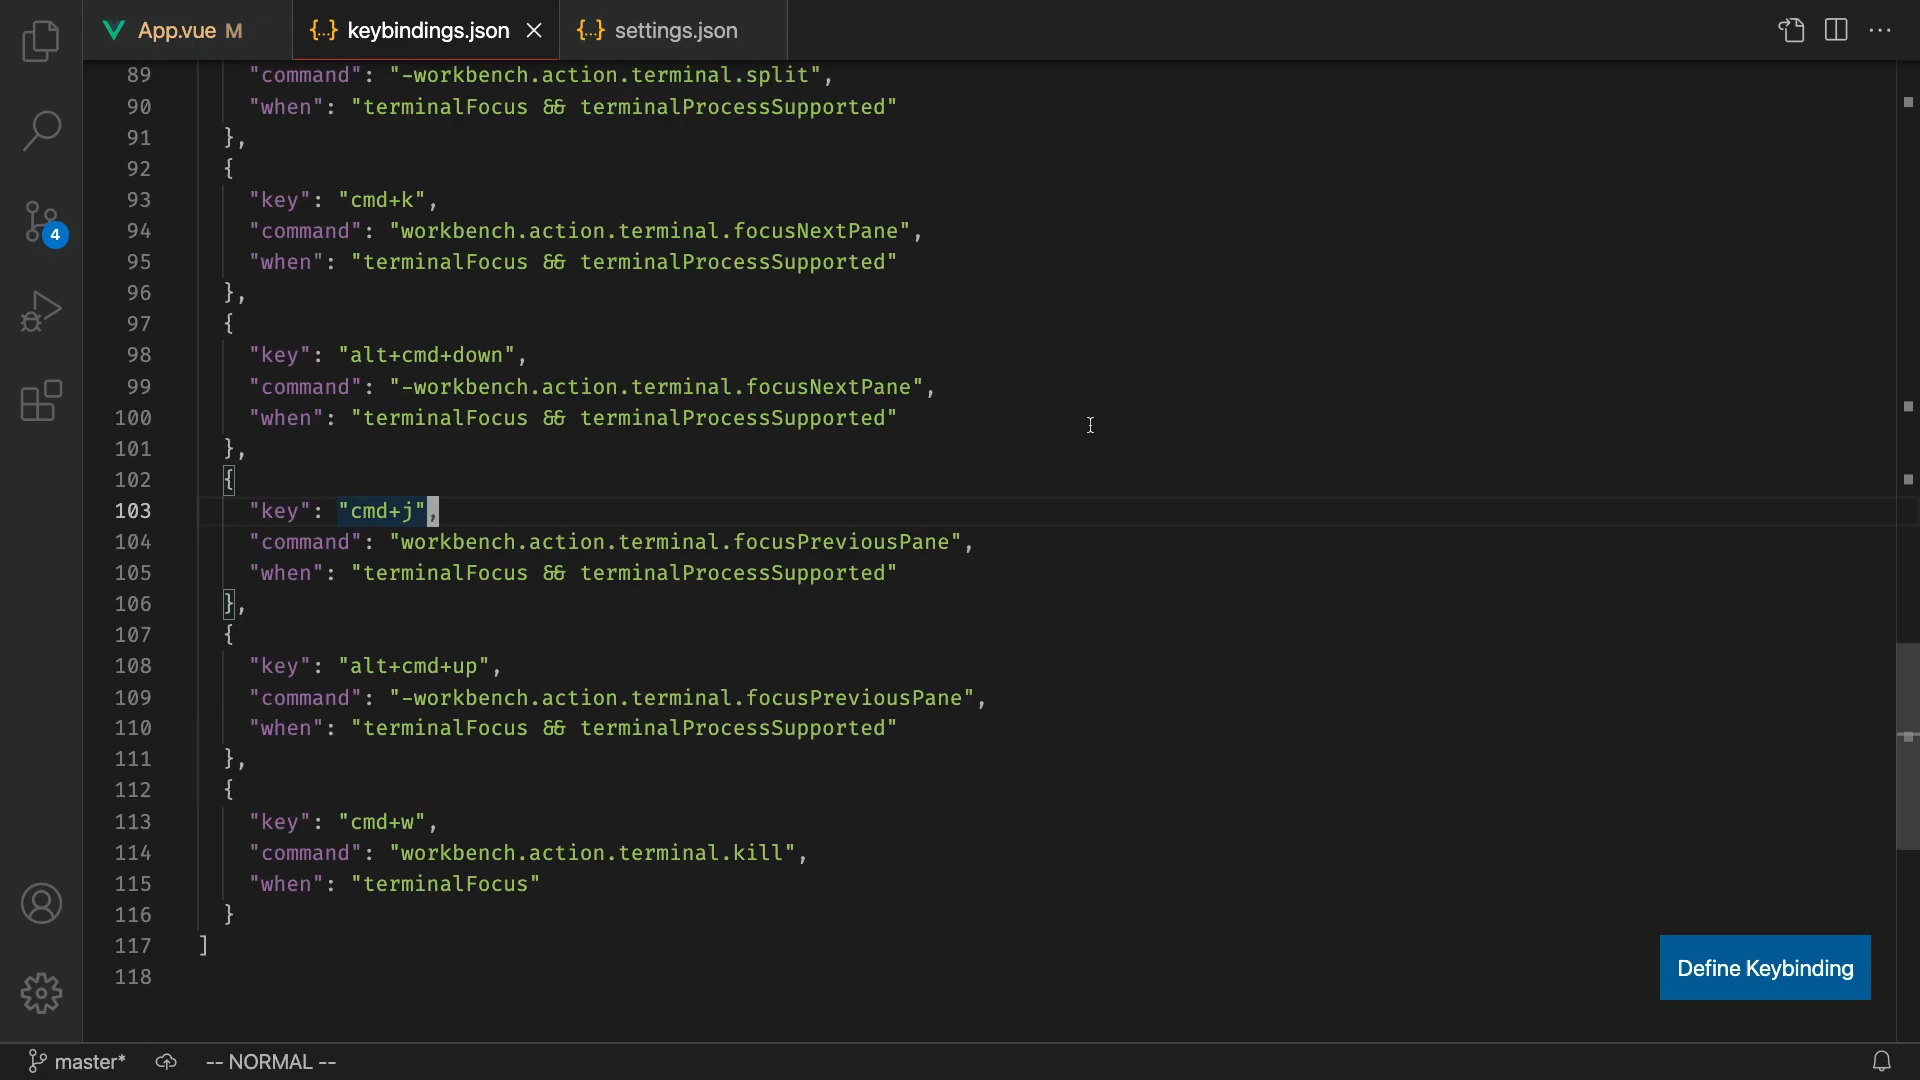 App.vue M
{..} keybindings.json
{..} settings.json
89 "command": "-workbench.action.terminal.split",
90 "when": "terminalFocus && terminalProcessSupported"
91 },
92 {
93 "key": "cmd+k",
94 "command": "workbench.action.terminal.focusNextPane",
95 "when": "terminalFocus && terminalProcessSupported"
96 },
97 {
98 "key": "alt+cmd+down",
99 "command": "-workbench.action.terminal.focusNextPane",
100 "when": "terminalFocus && terminalProcessSupported"
101 },
102 {
103 "key": "cmd+j",
104 "command": "workbench.action.terminal.focusPreviousPane",
105 "when": "terminalFocus && terminalProcessSupported"
106 },
107 {
108 "key": "alt+cmd+up",
109 "command": "-workbench.action.terminal.focusPreviousPane",
110 "when": "terminalFocus && terminalProcessSupported"
111 },
112 {
113 "key": "cmd+w",
114 "command": "workbench.action.terminal.kill",
115 "when": "terminalFocus"
116 }
117 ]
118
4
Define Keybinding
master*
-- NORMAL --